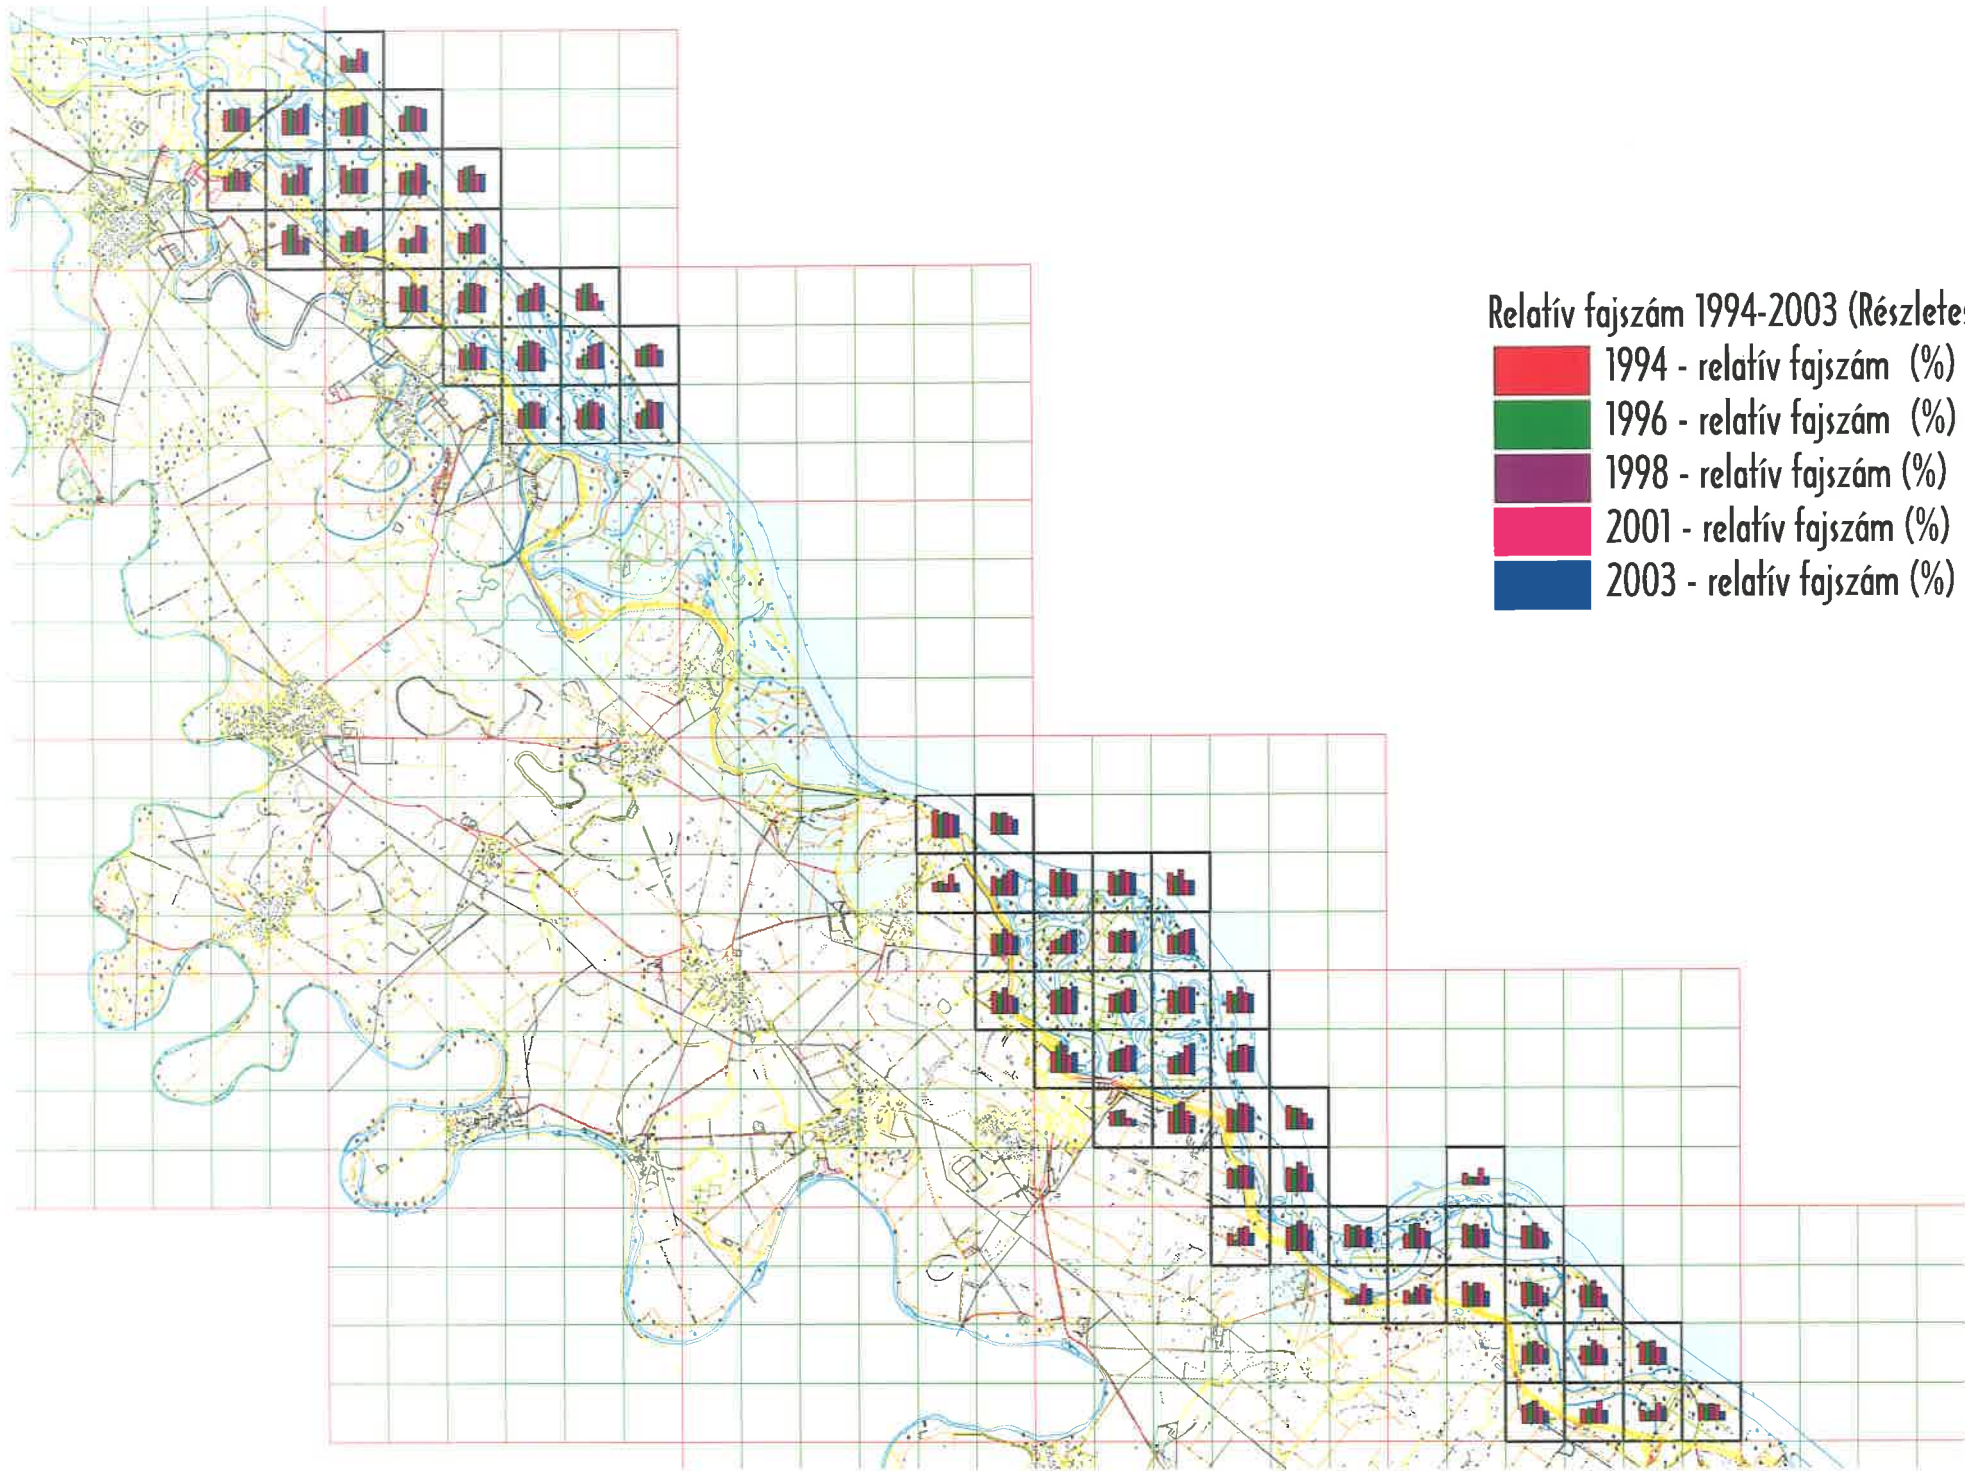 Relatív fajszám 1994-2003 (Részletes
1994 - relatív fajszám (%)
1996 - relatív fajszám (%)
1998 - relatív fajszám (%)
2001 - relatív fajszám (%)
2003 - relatív fajszám (%)